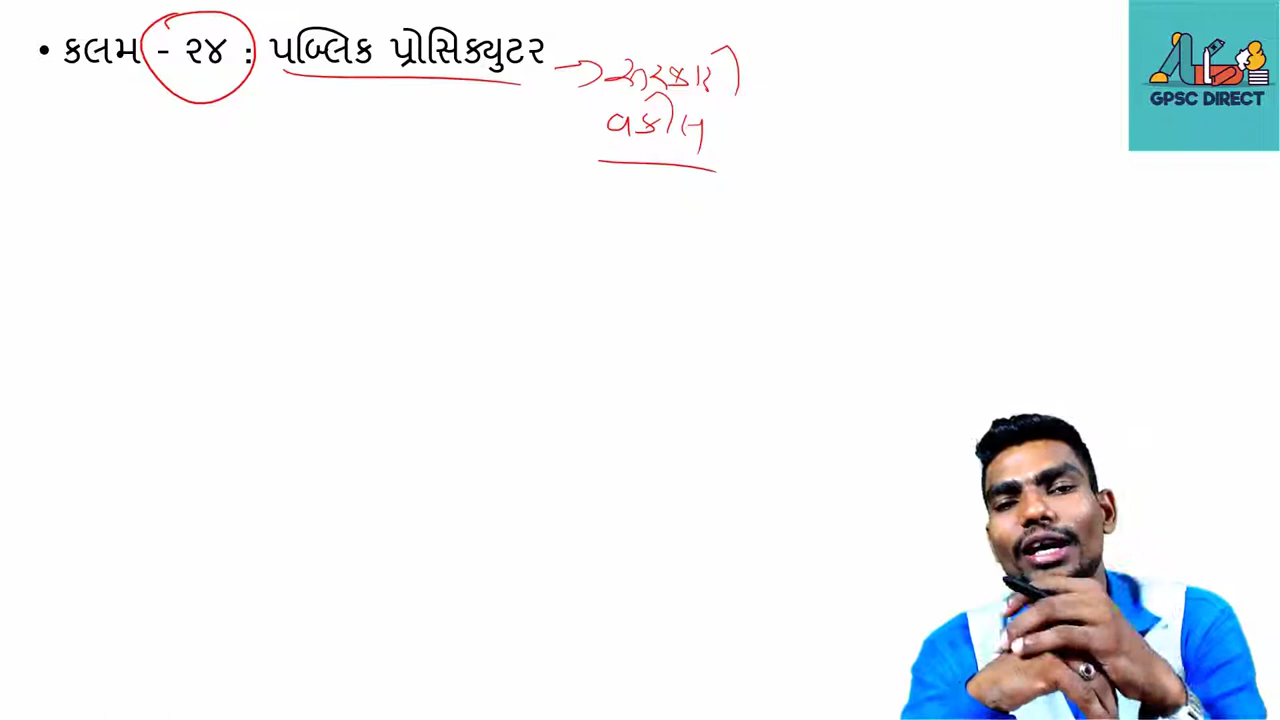 • કલમ - ૨૪ : પબ્લિક પ્રોસિક્યુટર
→ સરકારી
વકીલ
GPSC DIRECT